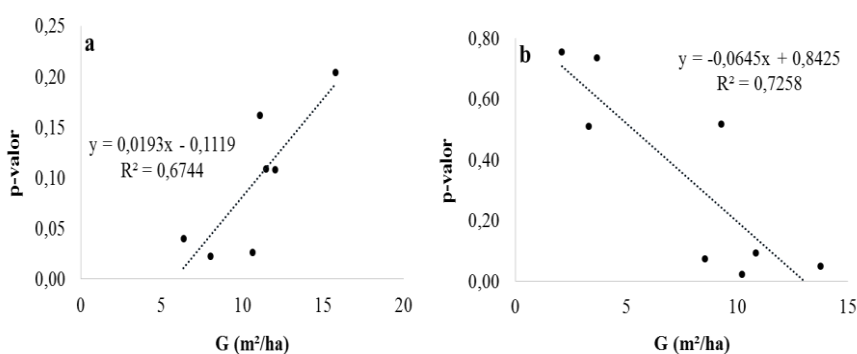 a
0,25
0,20
0,15
0,10
0,05
0,00
p-valor
y = 0,0193x - 0,1119
R² = 0,6744
0 5 10 15 20
G (m²/ha)
b
0,80
0,60
0,40
0,20
0,00
p-valor
y = -0,0645x + 0,8425
R² = 0,7258
0 5 10 15
G (m²/ha)